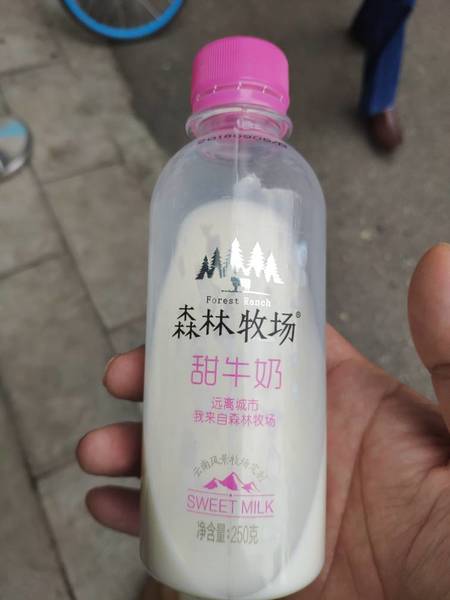 Forest Ranch
森林牧场®
甜牛奶
远离城市
我来自森林牧场
SWEET MILK
净含量:250克